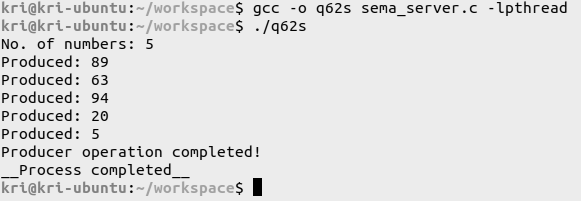 kri@kri-ubuntu:~/workspace$ gcc -o q62s sema_server.c -lpthread
kri@kri-ubuntu:~/workspace$ ./q62s
No. of numbers: 5
Produced: 89
Produced: 63
Produced: 94
Produced: 20
Produced: 5
Producer operation completed!
__Process completed__
kri@kri-ubuntu:~/workspace$